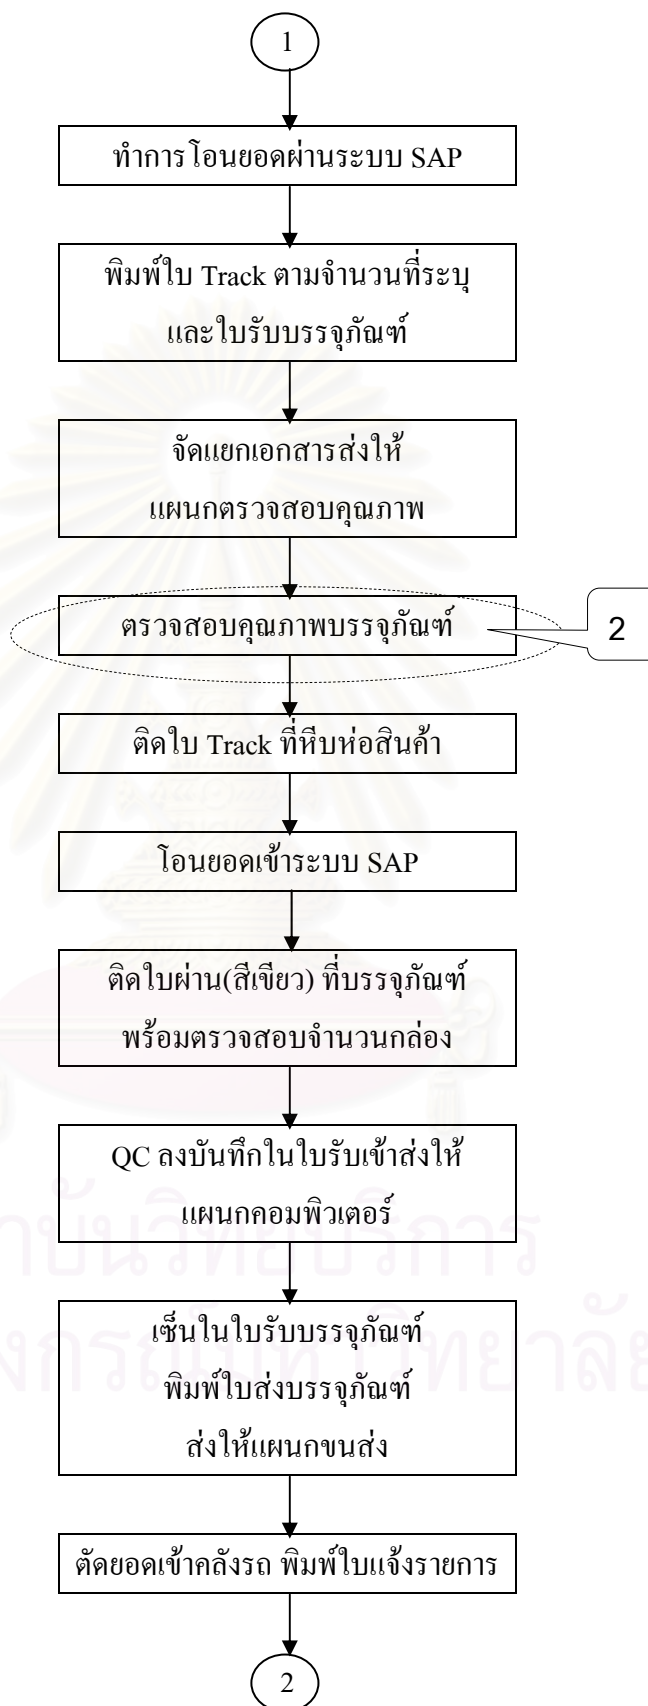 1
ทำการโอนยอดผ่านระบบ SAP
พิมพ์ใบ Track ตามจำนวนที่ระบุ
และใบรับบรรจุภัณฑ์
จัดแยกเอกสารส่งให้
แผนกตรวจสอบคุณภาพ
ตรวจสอบคุณภาพบรรจุภัณฑ์
2
ติดใบ Track ที่หีบห่อสินค้า
โอนยอดเข้าระบบ SAP
ติดใบผ่าน(สีเขียว) ที่บรรจุภัณฑ์
พร้อมตรวจสอบจำนวนกล่อง
QC ลงบันทึกในใบรับเข้าส่งให้
แผนกคอมพิวเตอร์
เซ็นในใบรับบรรจุภัณฑ์
พิมพ์ใบส่งบรรจุภัณฑ์
ส่งให้แผนกขนส่ง
ตัดยอดเข้าคลังรถ พิมพ์ใบแจ้งรายการ
2